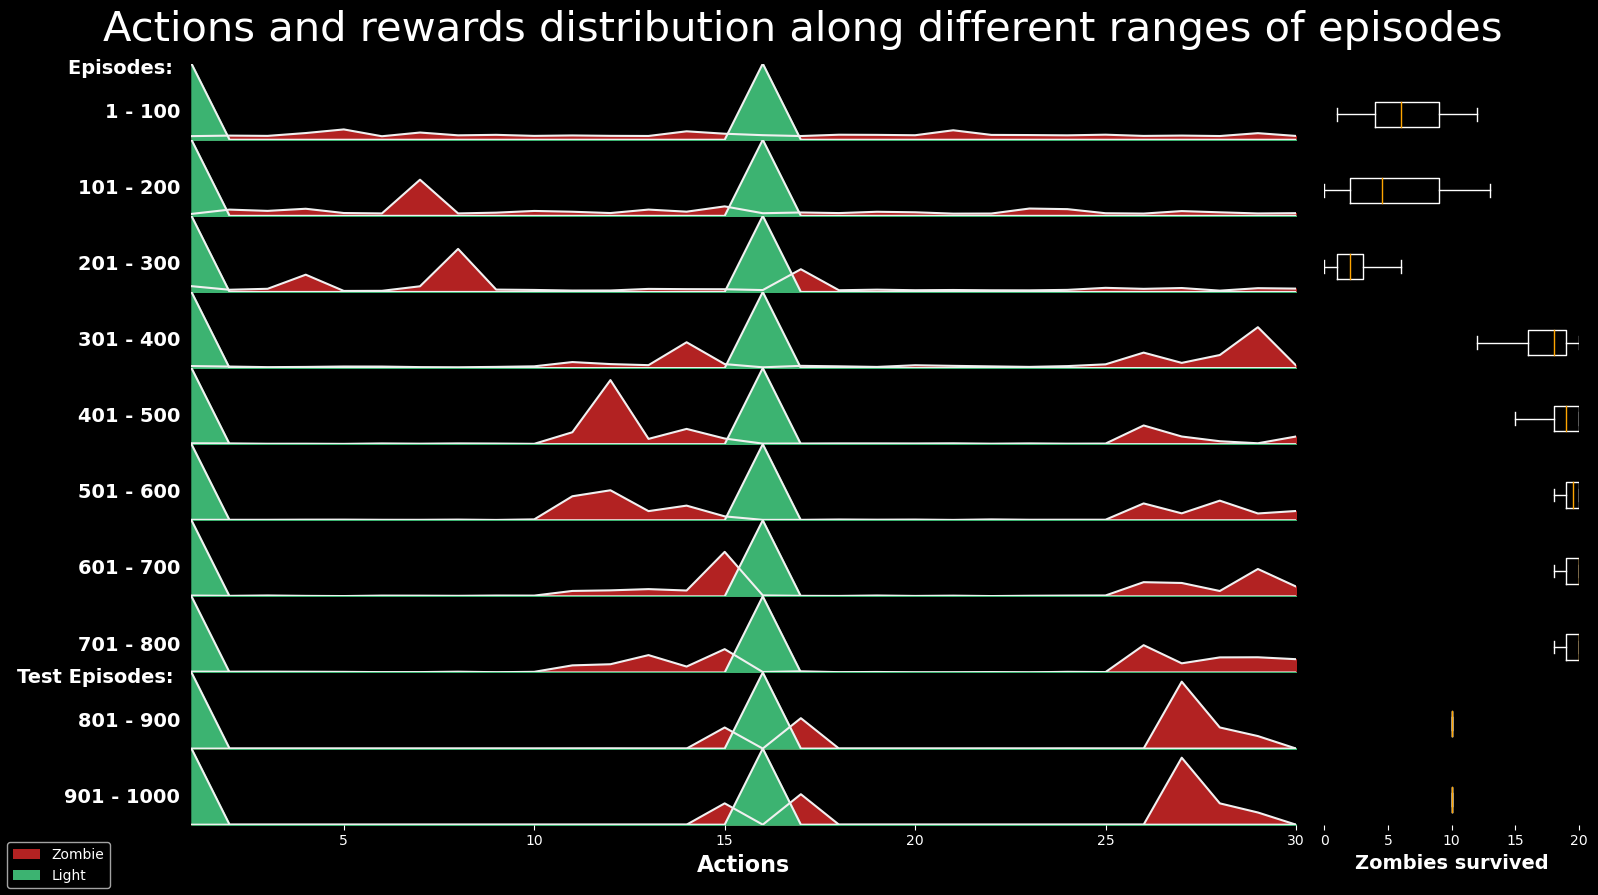 Actions and rewards distribution along different ranges of episodes
Episodes:
1 - 100
101 - 200
201 - 300
301 - 400
401 - 500
501 - 600
601 - 700
701 - 800
Test Episodes:
801 - 900
901 - 1000
5 10 15 20 25 30 0 5 10 15 20
Actions
Zombies survived
Zombie
Light